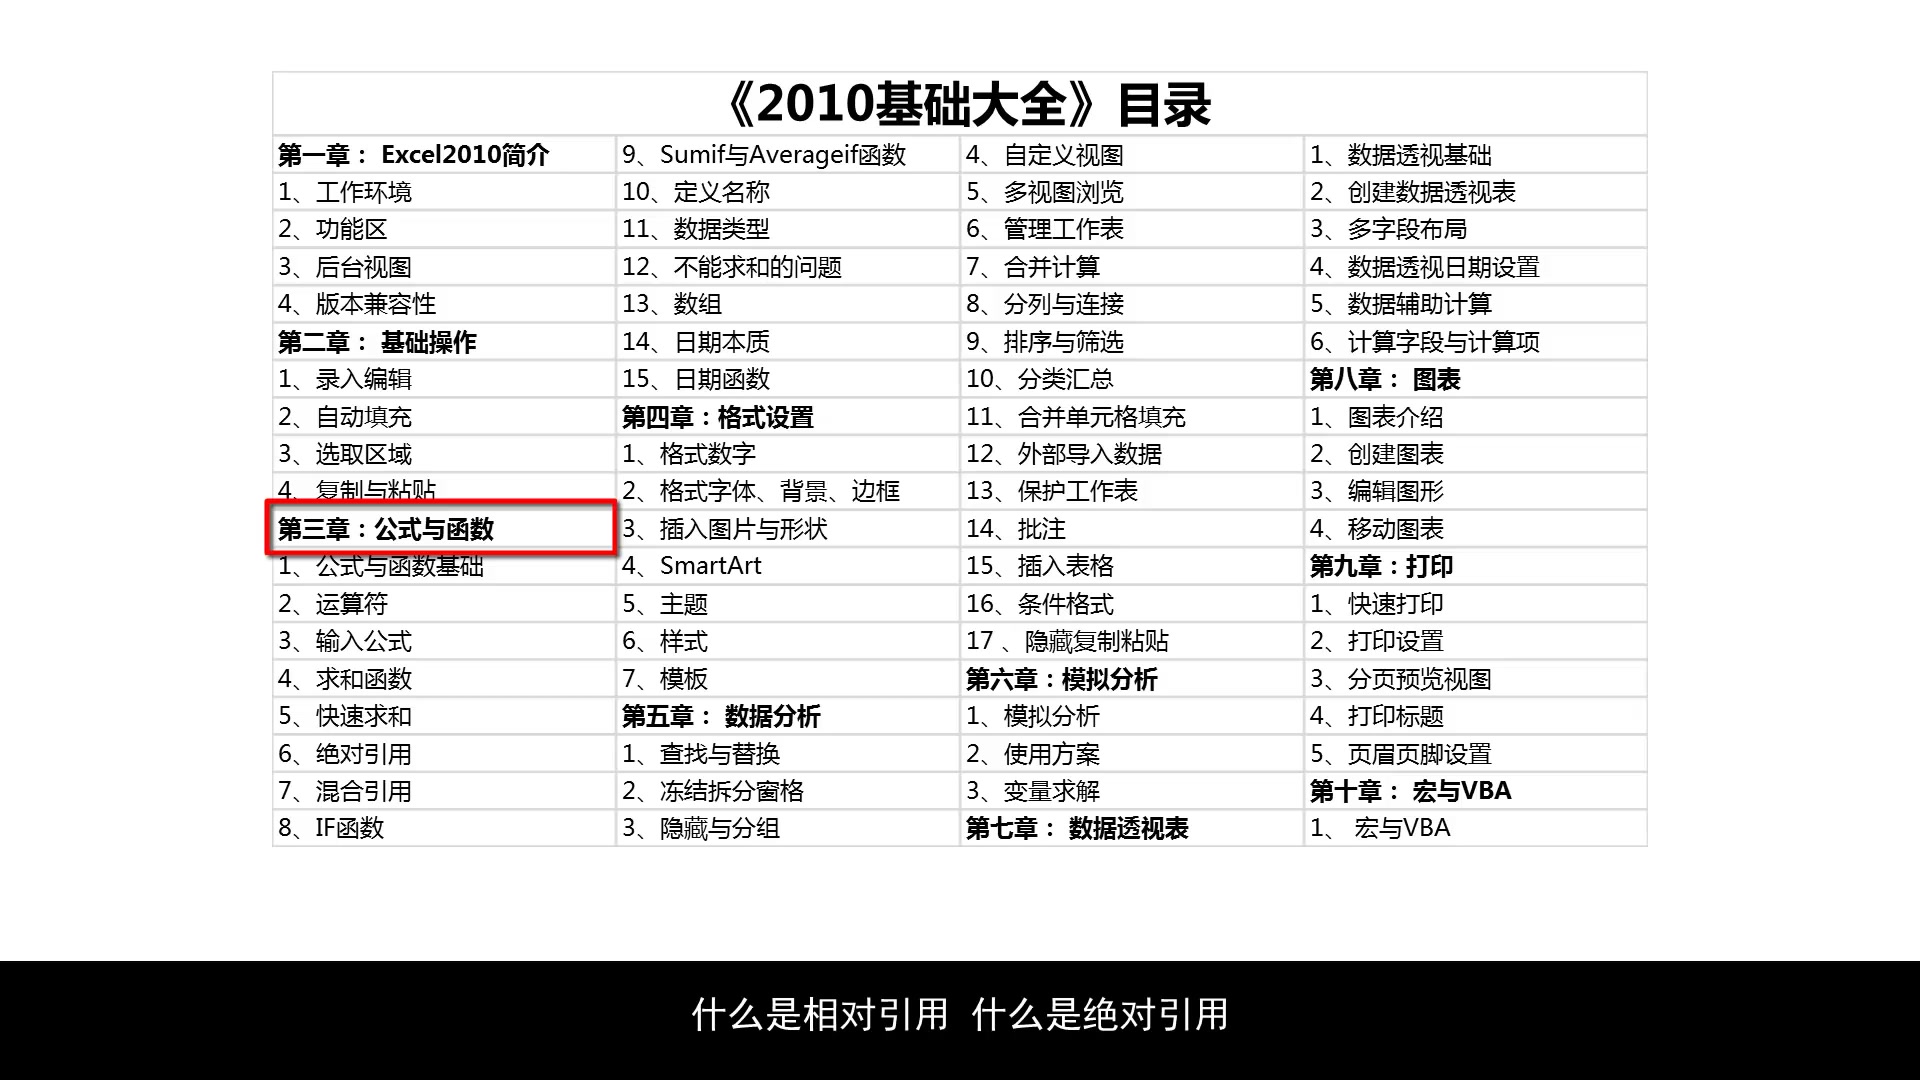 《2010基础大全》目录
第一章： Excel2010简介
1、工作环境
2、功能区
3、后台视图
4、版本兼容性
第二章： 基础操作
1、录入编辑
2、自动填充
3、选取区域
4、复制与粘贴
第三章：公式与函数
1、公式与函数基础
2、运算符
3、输入公式
4、求和函数
5、快速求和
6、绝对引用
7、混合引用
8、IF函数
9、Sumif与Averageif函数
10、定义名称
11、数据类型
12、不能求和的问题
13、数组
14、日期本质
15、日期函数
第四章：格式设置
1、格式数字
2、格式字体、背景、边框
3、插入图片与形状
4、SmartArt
5、主题
6、样式
7、模板
第五章： 数据分析
1、查找与替换
2、冻结拆分窗格
3、隐藏与分组
4、自定义视图
5、多视图浏览
6、管理工作表
7、合并计算
8、分列与连接
9、排序与筛选
10、分类汇总
11、合并单元格填充
12、外部导入数据
13、保护工作表
14、批注
15、插入表格
16、条件格式
17 、隐藏复制粘贴
第六章：模拟分析
1、模拟分析
2、使用方案
3、变量求解
第七章： 数据透视表
1、数据透视基础
2、创建数据透视表
3、多字段布局
4、数据透视日期设置
5、数据辅助计算
6、计算字段与计算项
第八章： 图表
1、图表介绍
2、创建图表
3、编辑图形
4、移动图表
第九章：打印
1、快速打印
2、打印设置
3、分页预览视图
4、打印标题
5、页眉页脚设置
第十章： 宏与VBA
1、 宏与VBA
什么是相对引用 什么是绝对引用